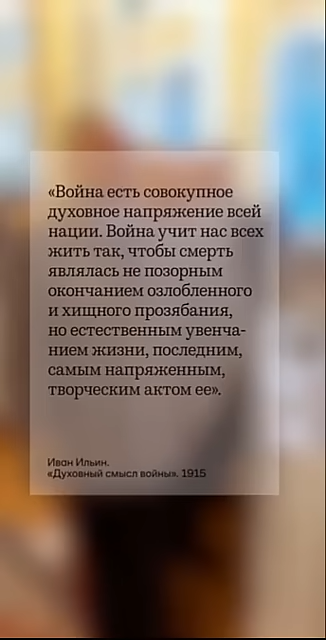 «Война есть совокупное
духовное напряжение всей
нации. Война учит нас всех
жить так, чтобы смерть
являлась не позорным
окончанием озлобленного
и хищного прозябания,
но естественным увенча-
нием жизни, последним,
самым напряженным,
творческим актом ее».
Иван Ильин.
«Духовный смысл войны». 1915